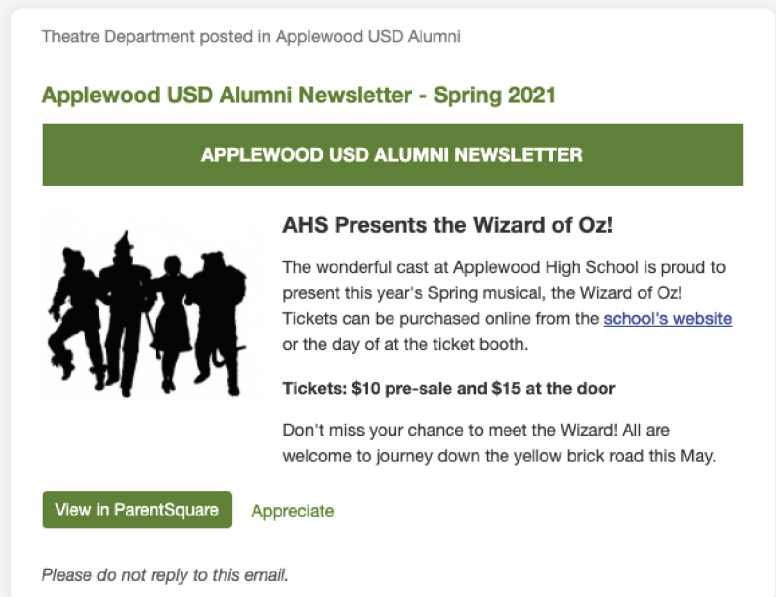 Theatre Department posted in Applewood USD Alumni
Applewood USD Alumni Newsletter - Spring 2021
APPLEWOOD USD ALUMNI NEWSLETTER
AHS Presents the Wizard of Oz!
The wonderful cast at Applewood High School is proud to
present this year's Spring musical, the Wizard of Oz!
Tickets can be purchased online from the school's website
or the day of at the ticket booth.
Tickets: $10 pre-sale and $15 at the door
Don't miss your chance to meet the Wizard! All are
welcome to journey down the yellow brick road this May.
View in ParentSquare
Appreciate
Please do not reply to this email.